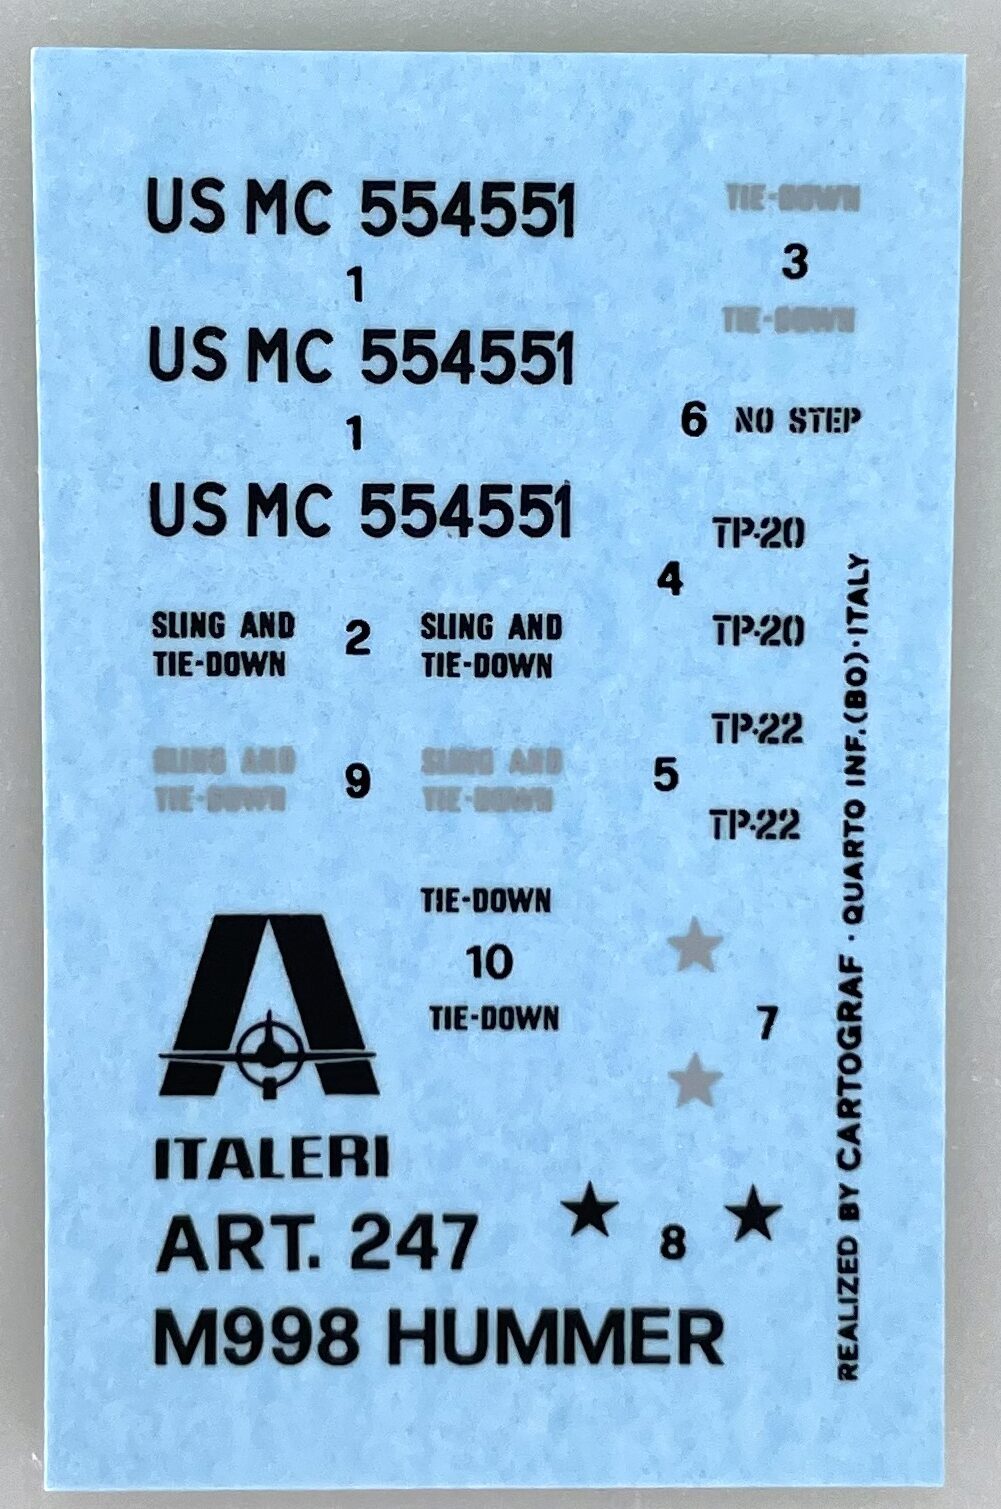 US MC 554551
1
US MC 554551
1
US MC 554551
SLING AND
TIE-DOWN
2
SLING AND
TIE-DOWN
SLING AND
TIE-DOWN
9
SLING AND
TIE-DOWN
TIE-DOWN
10
TIE-DOWN
TIE-DOWN
3
TIE-DOWN
6 NO STEP
TP-20
4
TP-20
TP-22
5
TP-22
7
8
ITALERI
ART. 247
M998 HUMMER
REALIZED BY CARTOGRAF · QUARTO INF.(BO)·ITALY